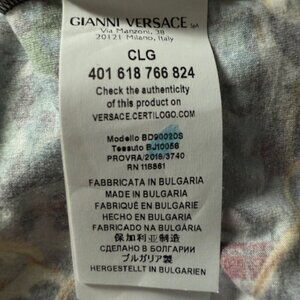 GIANNI VERSACE Srl
Via Manzoni, 38
20121 Milano, Italy
CLG
401 618 766 824
Check the authenticity
of this product on
VERSACE.CERTILOGO.COM
Modello BD90020S
Tessuto BJ10056
PROVRA/2019/3740
RN 116561
FABBRICATA IN BULGARIA
MADE IN BULGARIA
FABRIQUÉ EN BULGARIE
HECHO EN BULGARIA
FABRICADO NA BULGÁRIA
保加利亚制造
СДЕЛАНО В БОЛГАРИИ
ブルガリア製
HERGESTELLT IN BULGARIEN